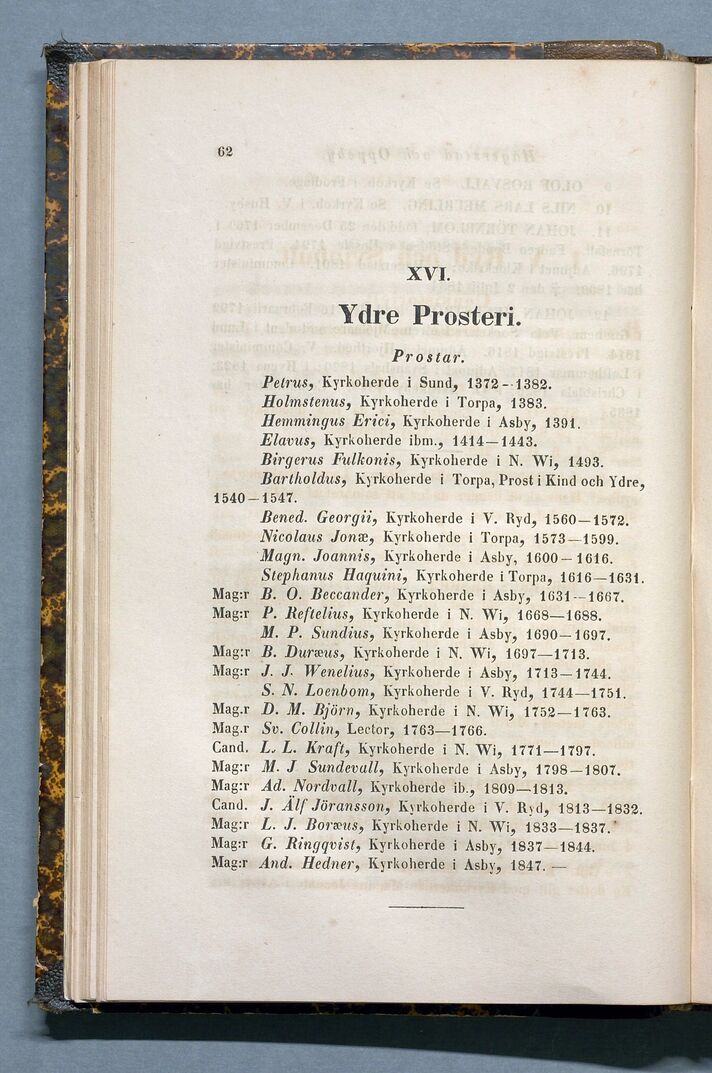 62
XVI.
Ydre Prosteri.
Prostar.
Petrus, Kyrkoherde i Sund, 1372--1382.
Holmstenus, Kyrkoherde i Torpa, 1383.
Hemmingus Erici, Kyrkoherde i Asby, 1391.
Elavus, Kyrkoherde ibm., 1414—1443.
Birgerus Fulkonis, Kyrkoherde i N. Wi, 1493.
Bartholdus, Kyrkoherde i Torpa, Prost i Kind och Ydre,
1540—1547.
Bened. Georgii, Kyrkoherde i V. Ryd, 1560—1572.
Nicolaus Jonæ, Kyrkoherde i Torpa, 1573—1599.
Magn. Joannis, Kyrkoherde i Asby, 1600—1616.
Stephanus Haquini, Kyrkoherde i Torpa, 1616—1631.
Mag:r B. O. Beccander, Kyrkoherde i Asby, 1631—1667.
Mag:r P. Reftelius, Kyrkoherde i N. Wi, 1668—1688.
M. P. Sundius, Kyrkoherde i Asby, 1690—1697.
Mag:r B. Duræus, Kyrkoherde i N. Wi, 1697—1713.
Mag:r J. J. Wenelius, Kyrkoherde i Asby, 1713—1744.
S. N. Loenbom, Kyrkoherde i V. Ryd, 1744—1751.
Mag.r D. M. Björn, Kyrkoherde i N. Wi, 1752—1763.
Mag.r Sv. Collin, Lector, 1763—1766.
Cand. L. L. Kraft, Kyrkoherde i N. Wi, 1771—1797.
Mag:r M. J Sundevall, Kyrkoherde i Asby, 1798—1807.
Mag:r Ad. Nordvall, Kyrkoherde ib., 1809—1813.
Cand. J. Älf Jöransson, Kyrkoherde i V. Ryd, 1813—1832.
Mag:r L. J. Boræus, Kyrkoherde i N. Wi, 1833—1837.
Mag:r G. Ringqvist, Kyrkoherde i Asby, 1837—1844.
Mag:r And. Hedner, Kyrkoherde i Asby, 1847. —